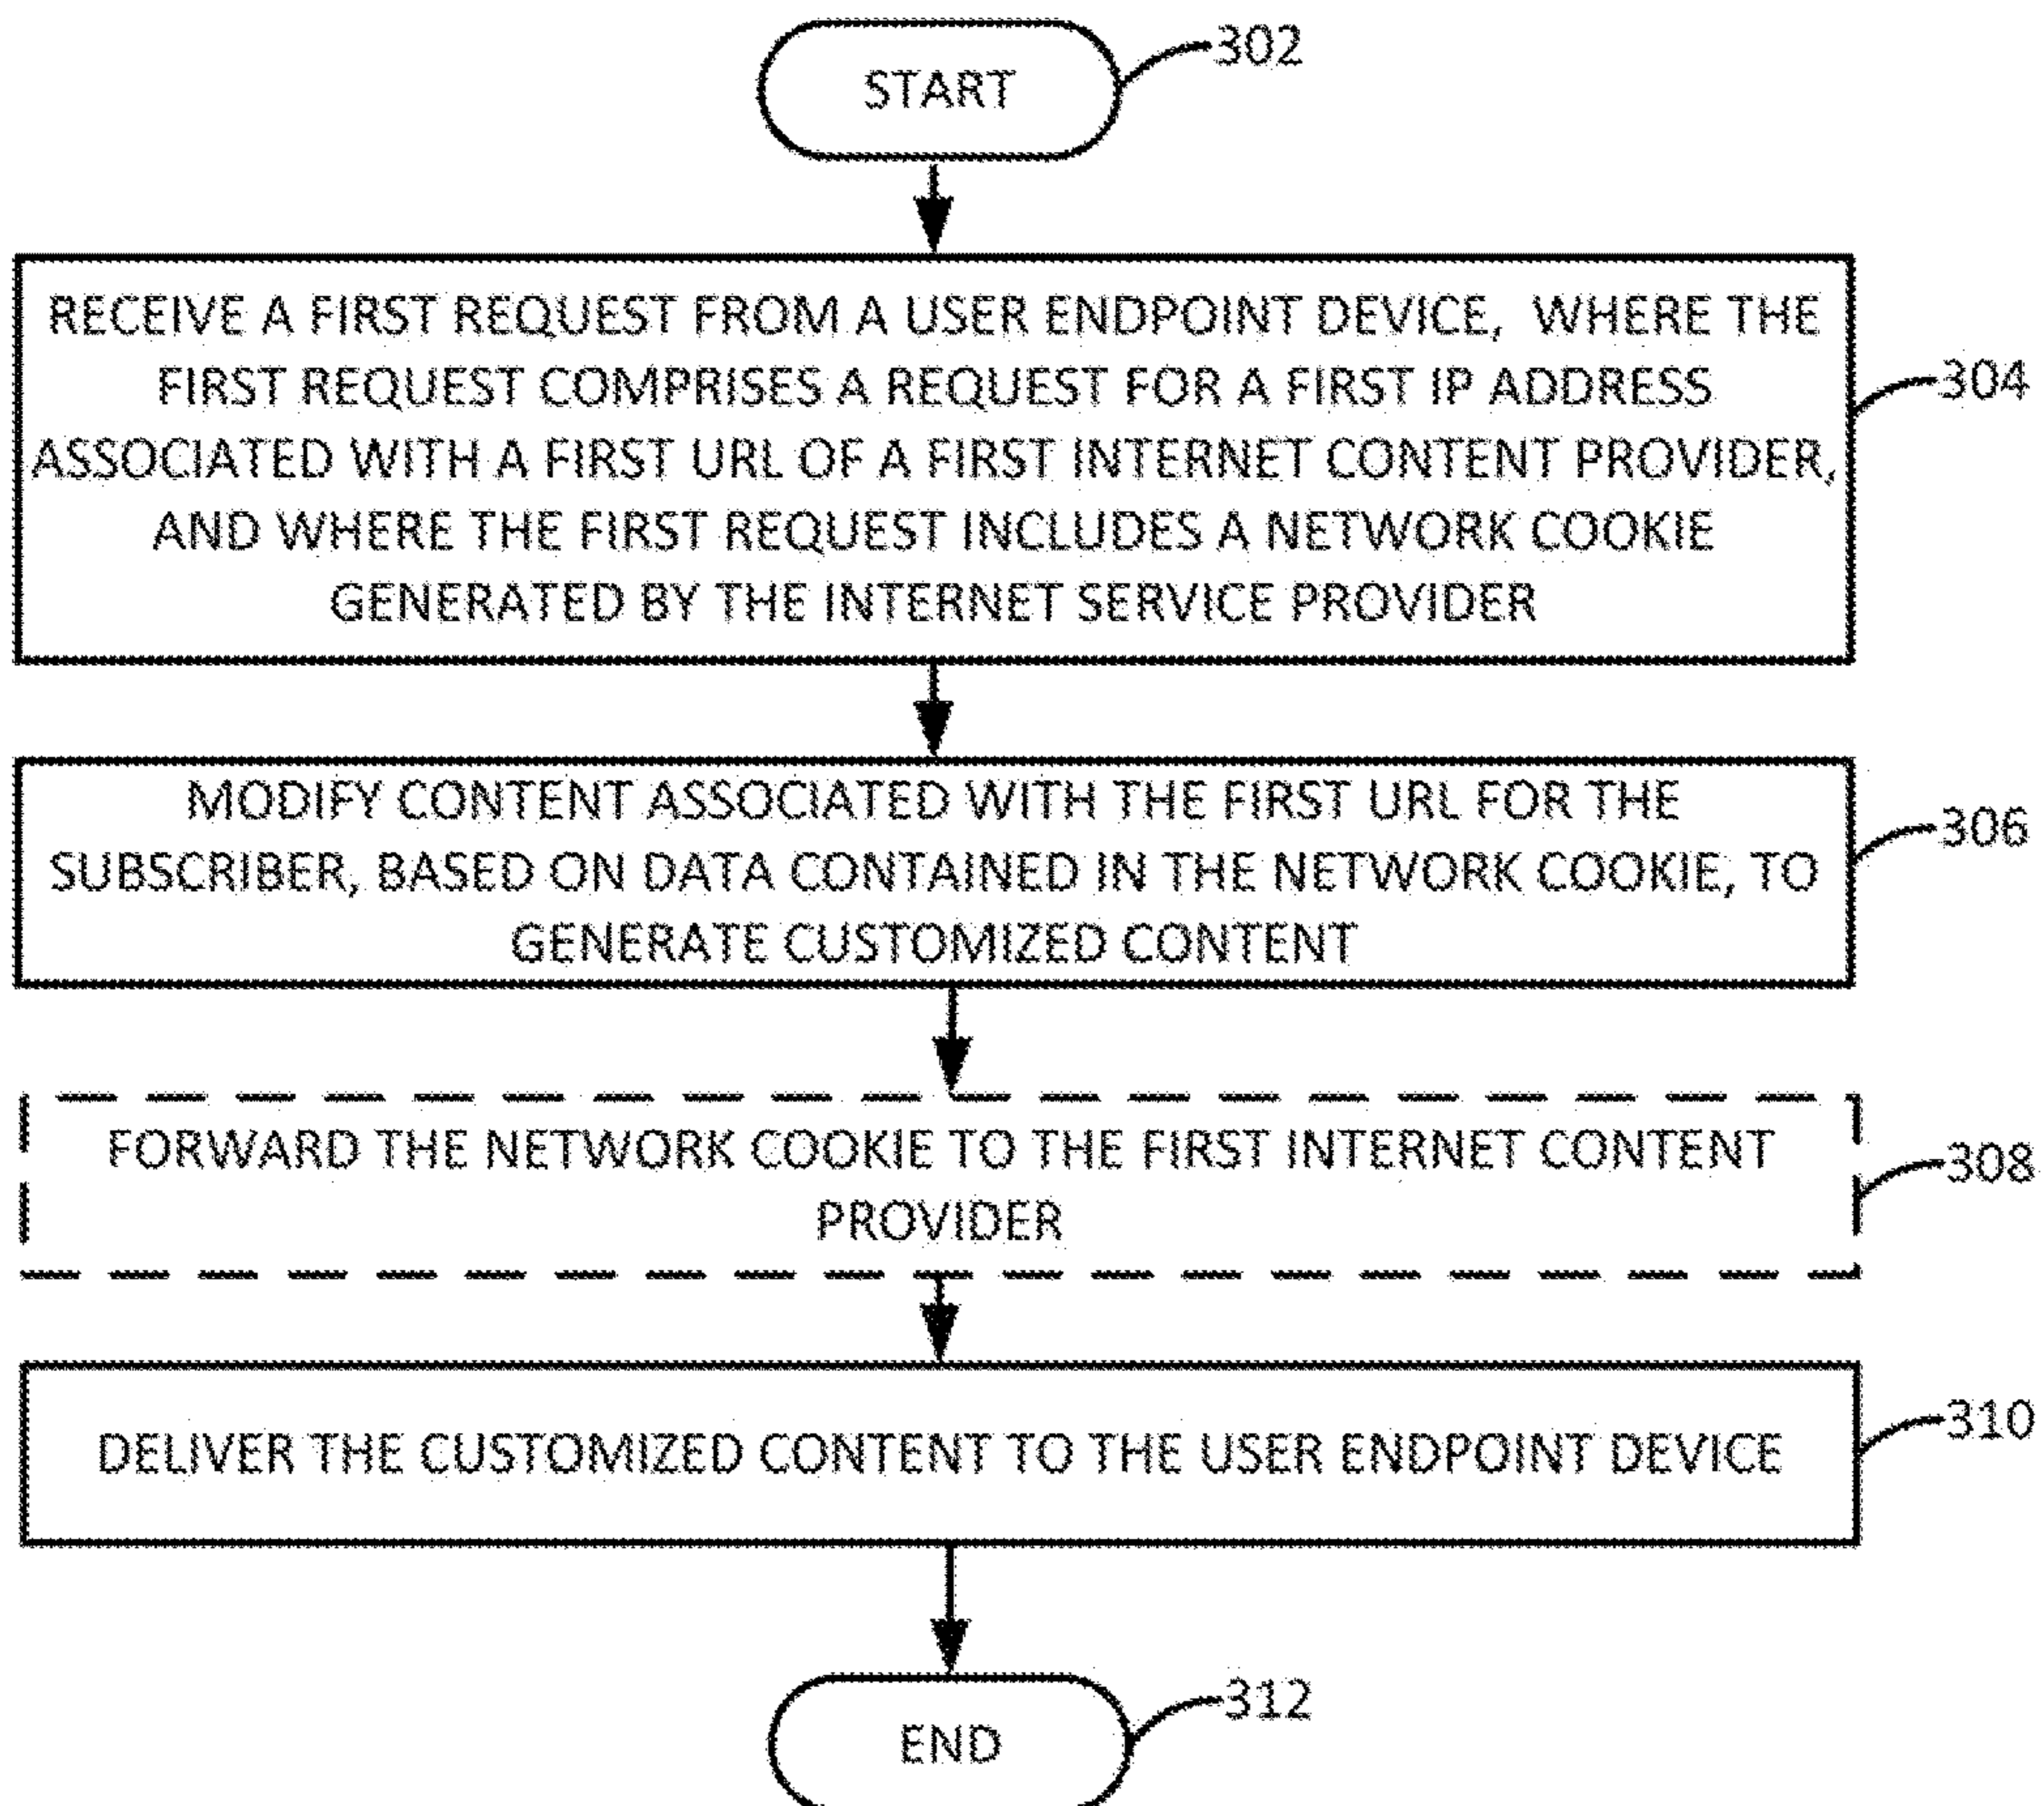 START
302
RECEIVE A FIRST REQUEST FROM A USER ENDPOINT DEVICE, WHERE THE
FIRST REQUEST COMPRISES A REQUEST FOR A FIRST IP ADDRESS
ASSOCIATED WITH A FIRST URL OF A FIRST INTERNET CONTENT PROVIDER,
AND WHERE THE FIRST REQUEST INCLUDES A NETWORK COOKIE
GENERATED BY THE INTERNET SERVICE PROVIDER
304
MODIFY CONTENT ASSOCIATED WITH THE FIRST URL FOR THE
SUBSCRIBER, BASED ON DATA CONTAINED IN THE NETWORK COOKIE, TO
GENERATE CUSTOMIZED CONTENT
306
FORWARD THE NETWORK COOKIE TO THE FIRST INTERNET CONTENT
PROVIDER
308
DELIVER THE CUSTOMIZED CONTENT TO THE USER ENDPOINT DEVICE
310
END
312